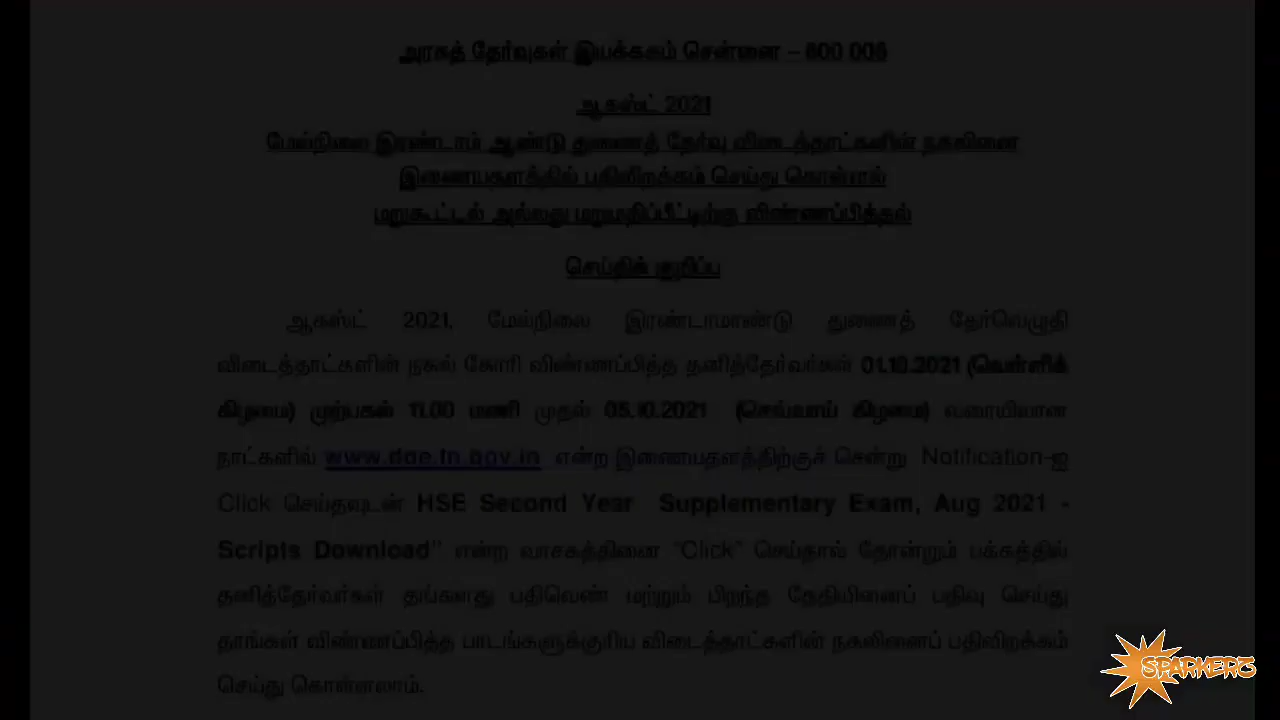 அரசுத் தேர்வுகள் இயக்ககம் சென்னை – 600 006
ஆகஸ்ட் 2021
மேல்நிலை இரண்டாம் ஆண்டு துணைத் தேர்வு விடைத்தாட்களின் நகலினை
இணையதளத்தில் பதிவிறக்கம் செய்து கொள்ளல்
மறுகூட்டல் அல்லது மறுமதிப்பீட்டிற்கு விண்ணப்பித்தல்
செய்திக் குறிப்பு
ஆகஸ்ட் 2021, மேல்நிலை இரண்டாமாண்டு துணைத் தேர்வெழுதி
விடைத்தாட்களின் நகல் கோரி விண்ணப்பித்த தனித்தேர்வர்கள் 01.10.2021 (வெள்ளிக்
கிழமை) முற்பகல் 11.00 மணி முதல் 05.10.2021 (செவ்வாய் கிழமை) வரையிலான
நாட்களில் www.dge.tn.gov.in என்ற இணையதளத்திற்குச் சென்று Notification-ஐ
Click செய்தவுடன் HSE Second Year Supplementary Exam, Aug 2021 -
Scripts Download" என்ற வாசகத்தினை "Click" செய்தால் தோன்றும் பக்கத்தில்
தனித்தேர்வர்கள் தங்களது பதிவெண் மற்றும் பிறந்த தேதியினைப் பதிவு செய்து
தாங்கள் விண்ணப்பித்த பாடங்களுக்குரிய விடைத்தாட்களின் நகலினைப் பதிவிறக்கம்
செய்து கொள்ளலாம்.
SPARKERZ